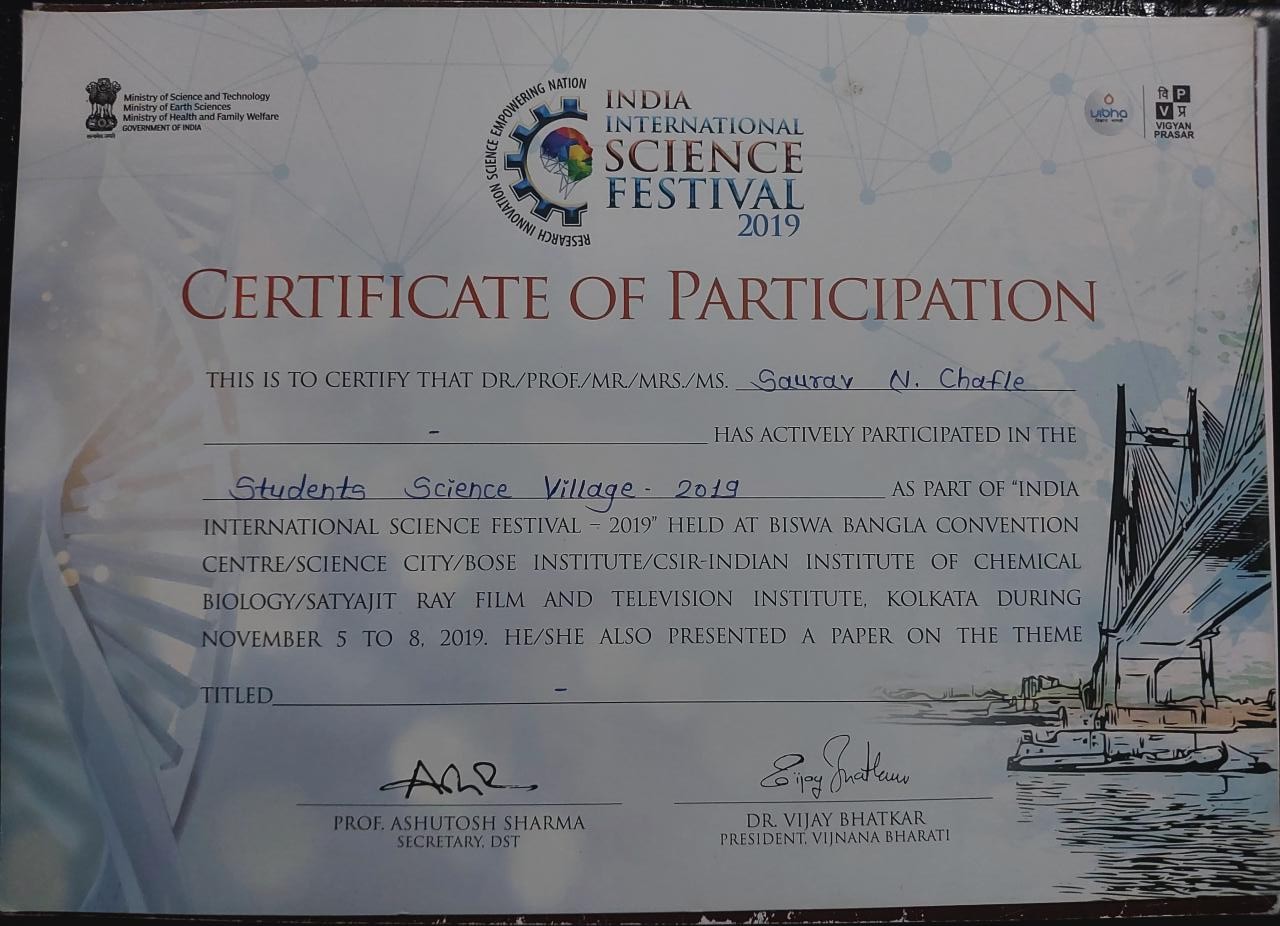 Ministry of Science and Technology
Ministry of Earth Sciences
Ministry of Health and Family Welfare
GOVERNMENT OF INDIA
RESEARCH INNOVATION SCIENCE EMPOWERING NATION
INDIA
INTERNATIONAL
SCIENCE
FESTIVAL
2019
vibha
वि P
V प्र
VIGYAN
PRASAR
CERTIFICATE OF PARTICIPATION
THIS IS TO CERTIFY THAT DR./PROF./MR./MRS./MS. Saurav N. Chafle
- HAS ACTIVELY PARTICIPATED IN THE
Students Science Village - 2019 AS PART OF “INDIA
INTERNATIONAL SCIENCE FESTIVAL – 2019” HELD AT BISWA BANGLA CONVENTION
CENTRE/SCIENCE CITY/BOSE INSTITUTE/CSIR-INDIAN INSTITUTE OF CHEMICAL
BIOLOGY/SATYAJIT RAY FILM AND TELEVISION INSTITUTE, KOLKATA DURING
NOVEMBER 5 TO 8, 2019. HE/SHE ALSO PRESENTED A PAPER ON THE THEME
TITLED -
PROF. ASHUTOSH SHARMA
SECRETARY, DST
DR. VIJAY BHATKAR
PRESIDENT, VIJNANA BHARATI